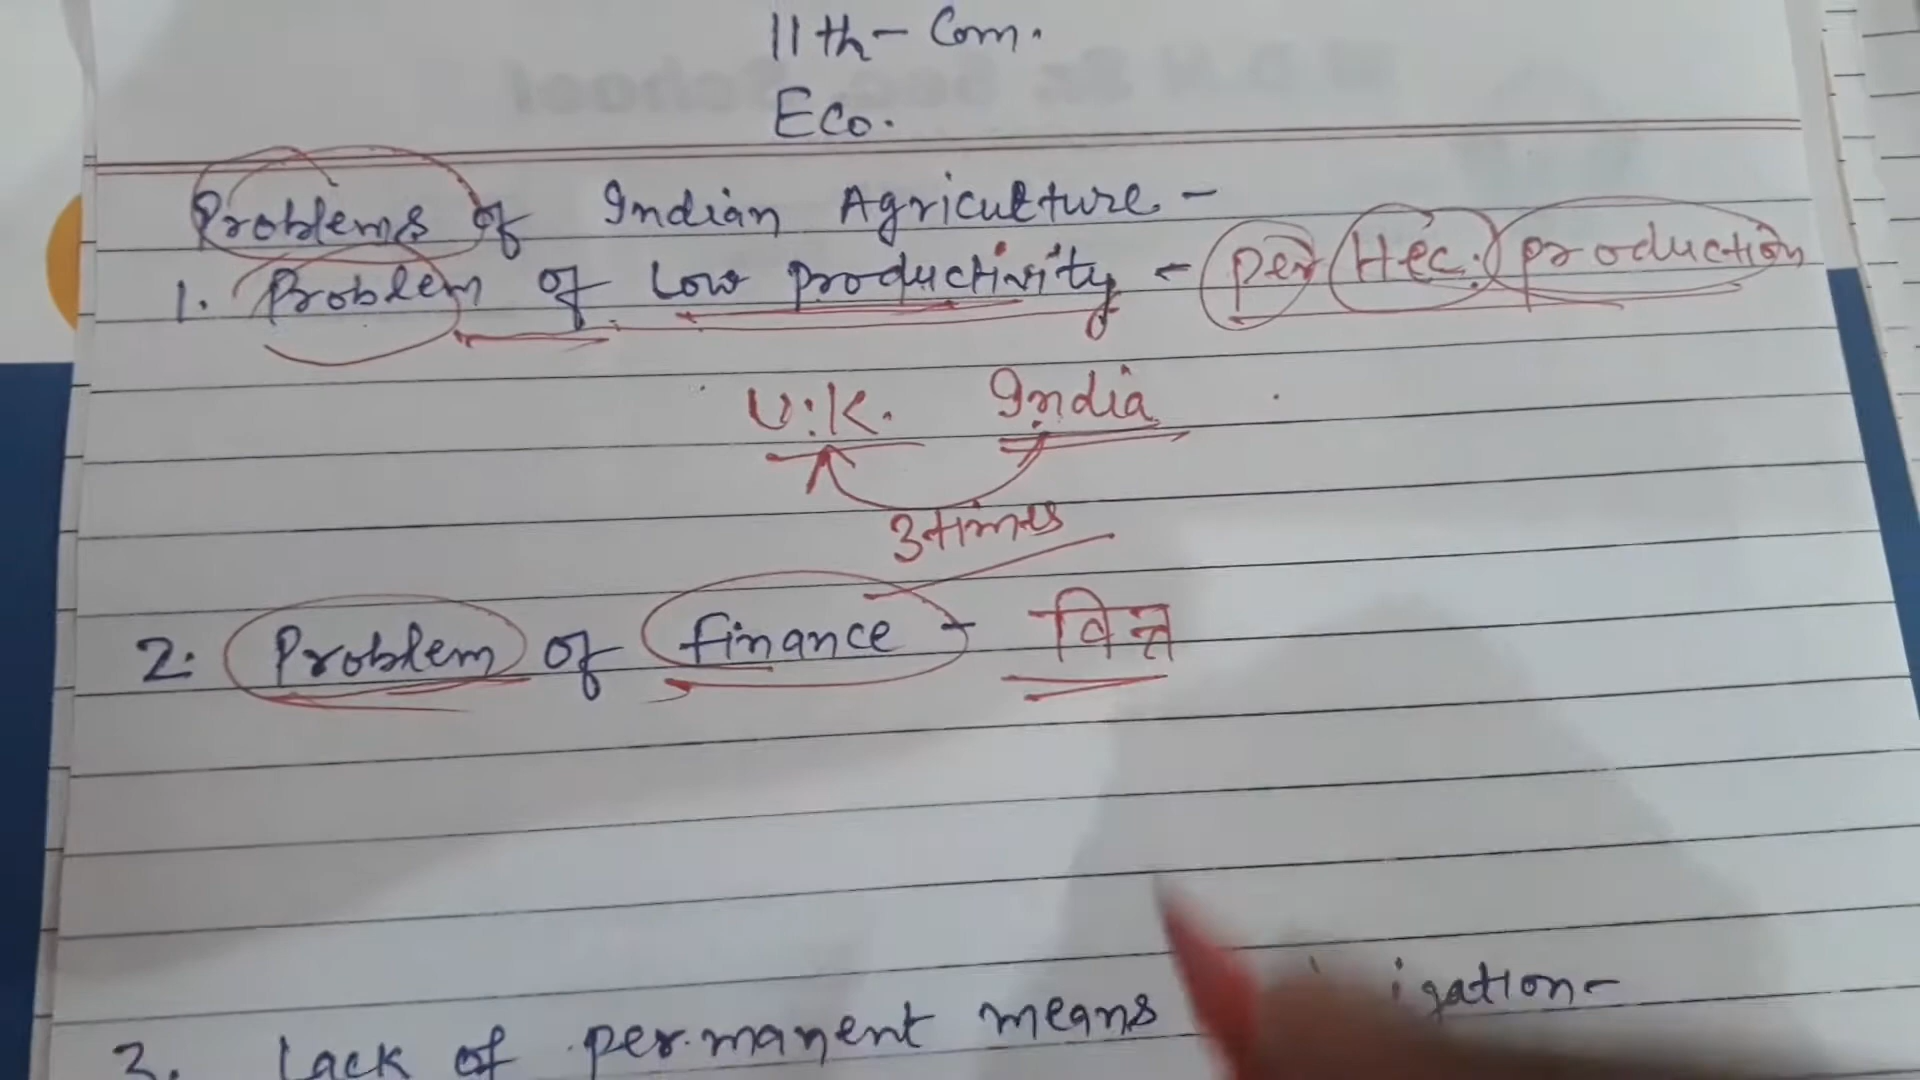 11th - Com.
Eco.
Problems of Indian Agriculture -
1. Problem of Low productivity - per Hec. production
U.K. India
3 times
2. Problem of finance - वित्त
3. Lack of permanent means